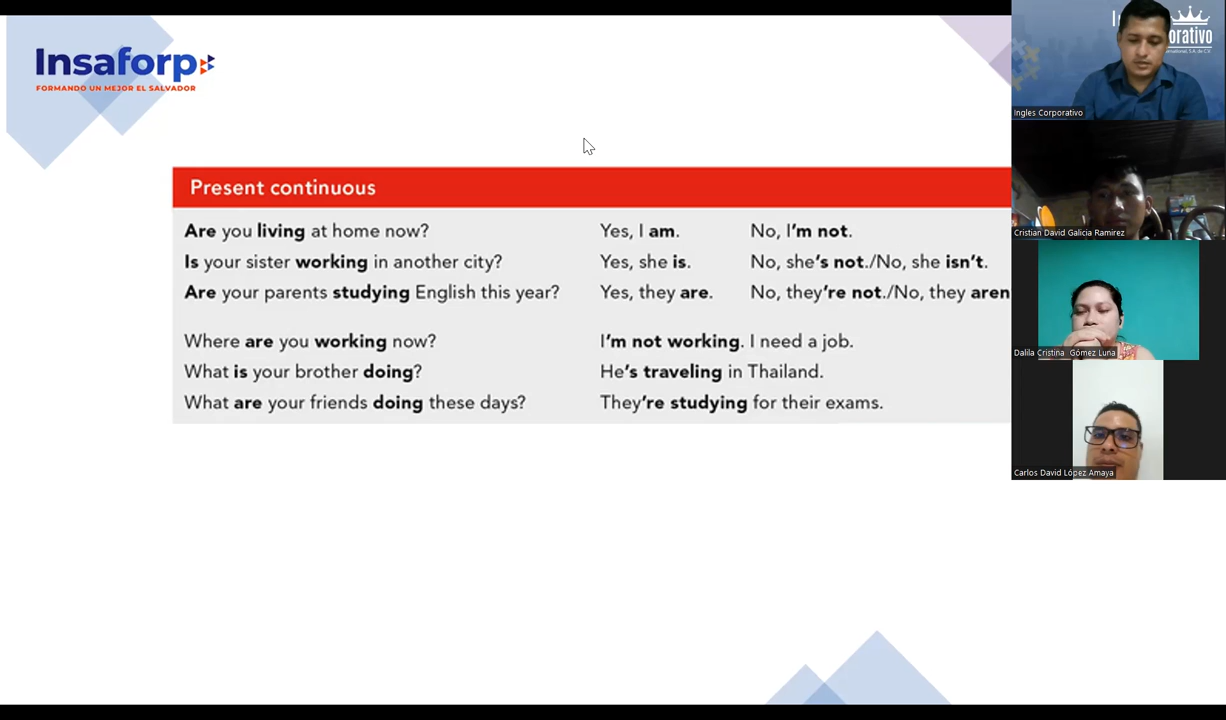 Insaforp
FORMANDO UN MEJOR EL SALVADOR
Present continuous
Are you living at home now? Yes, I am. No, I'm not.
Is your sister working in another city? Yes, she is. No, she's not./No, she isn't.
Are your parents studying English this year? Yes, they are. No, they're not./No, they aren
Where are you working now? I'm not working. I need a job.
What is your brother doing? He's traveling in Thailand.
What are your friends doing these days? They're studying for their exams.
Ingles Corporativo
Cristian David Galicia Ramirez
Dalila Cristina Gómez Luna
Carlos David López Amaya